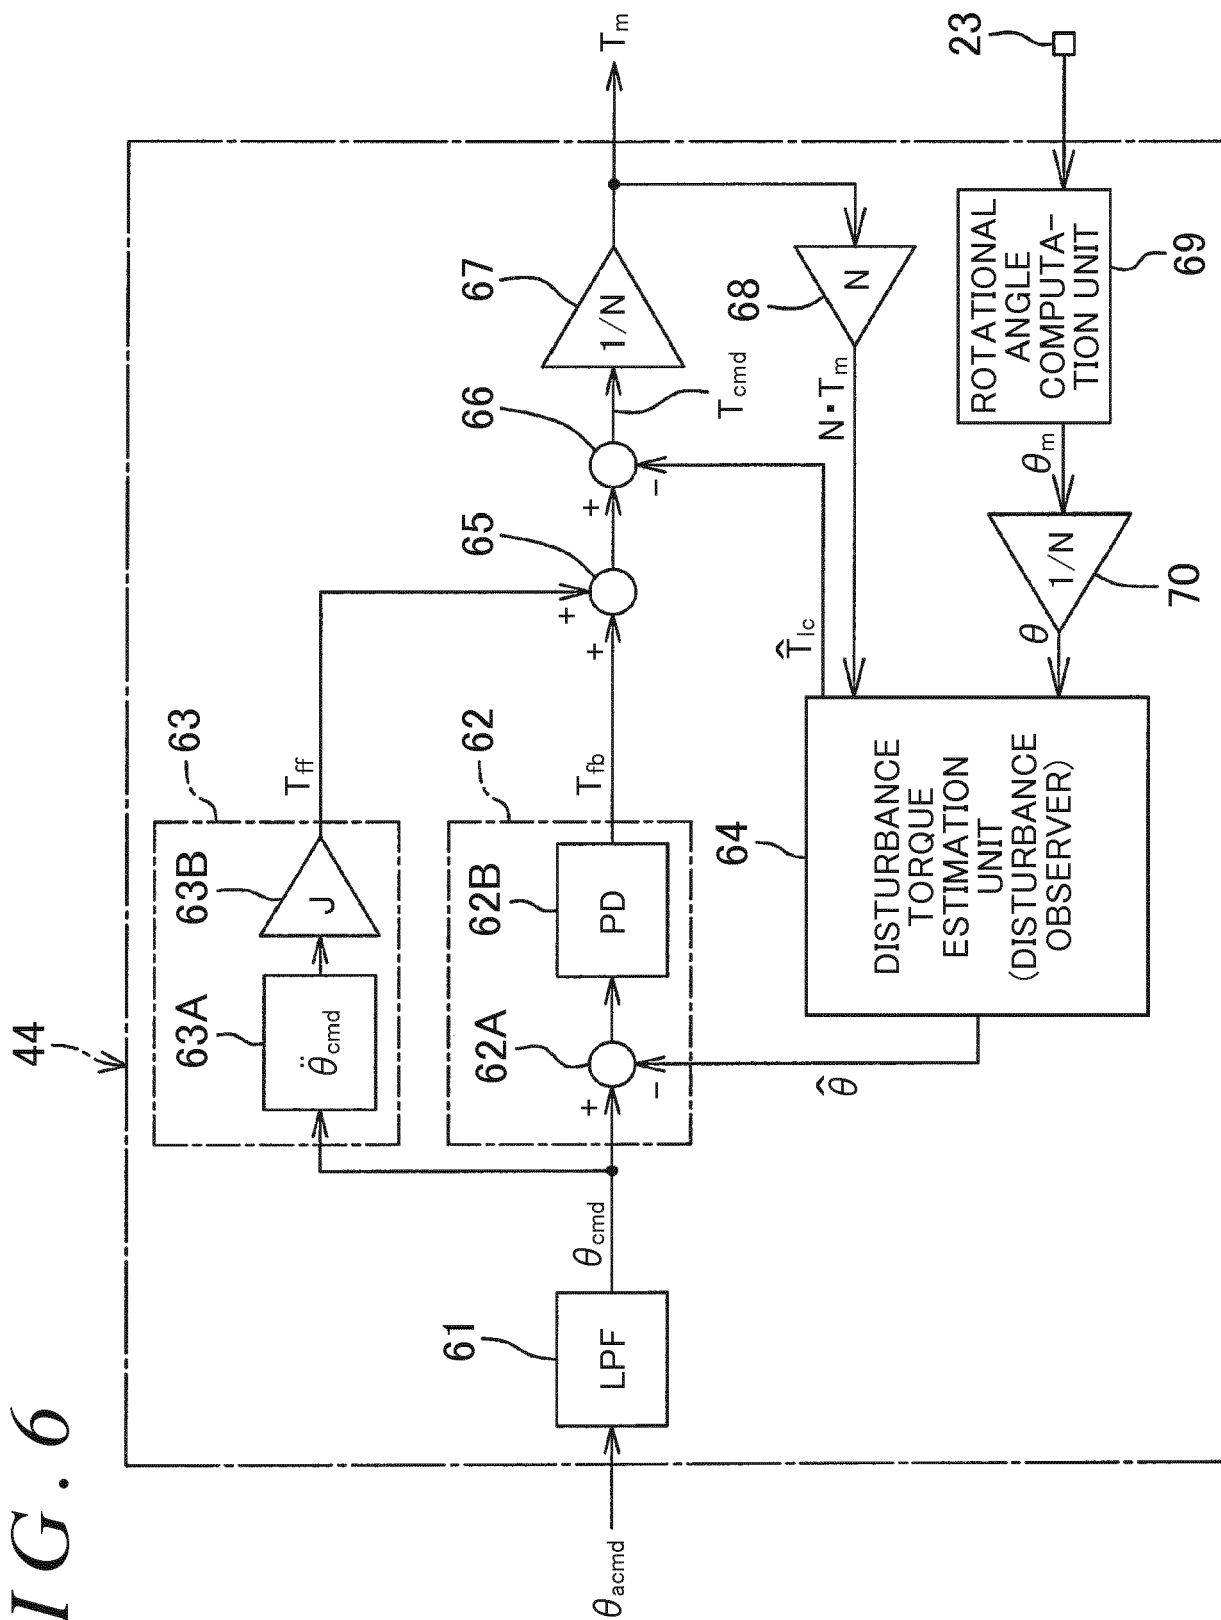 IG. 6
44
63
63A
63B
θ̈cmd
J
Tff
62
62A
62B
PD
Tfb
+
−
61
LPF
θacmd
θcmd
65
+
+
66
+
−
67
1/N
Tcmd
Tm
68
N
N·Tm
T̂lc
64
DISTURBANCE
TORQUE
ESTIMATION
UNIT
(DISTURBANCE
OBSERVER)
θ̂
θ
70
1/N
θm
69
ROTATIONAL
ANGLE
COMPUTA-
TION UNIT
23